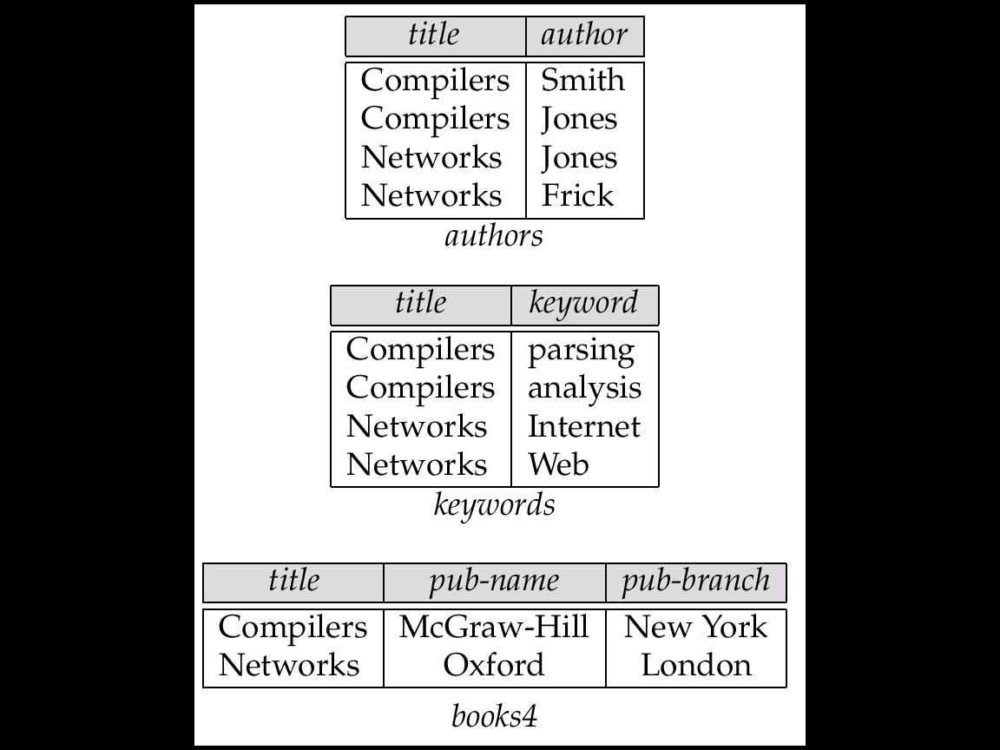 title author
Compilers Smith
Compilers Jones
Networks Jones
Networks Frick
authors
title keyword
Compilers parsing
Compilers analysis
Networks Internet
Networks Web
keywords
title pub-name pub-branch
Compilers McGraw-Hill New York
Networks Oxford London
books4